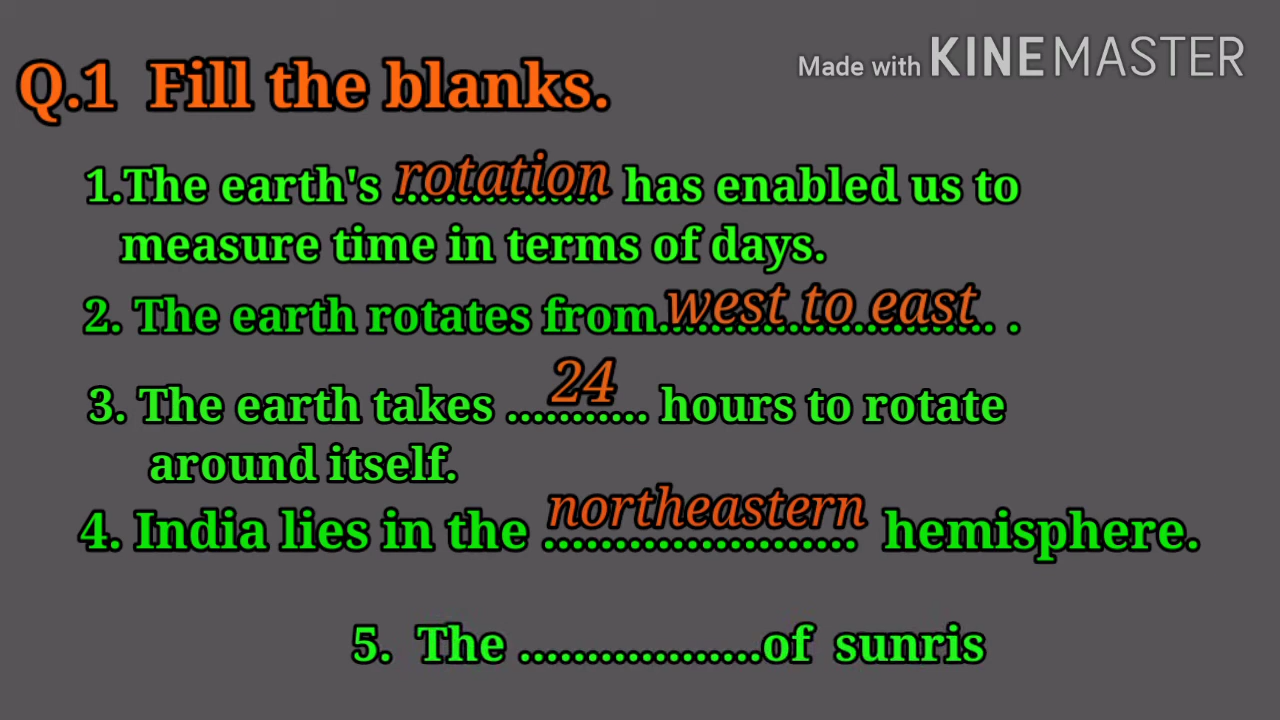 Made with KINEMASTER
Q.1 Fill the blanks.
1.The earth's rotation has enabled us to
measure time in terms of days.
2. The earth rotates from west to east .
3. The earth takes 24 hours to rotate
around itself.
4. India lies in the northeastern hemisphere.
5. The ..................of sunris